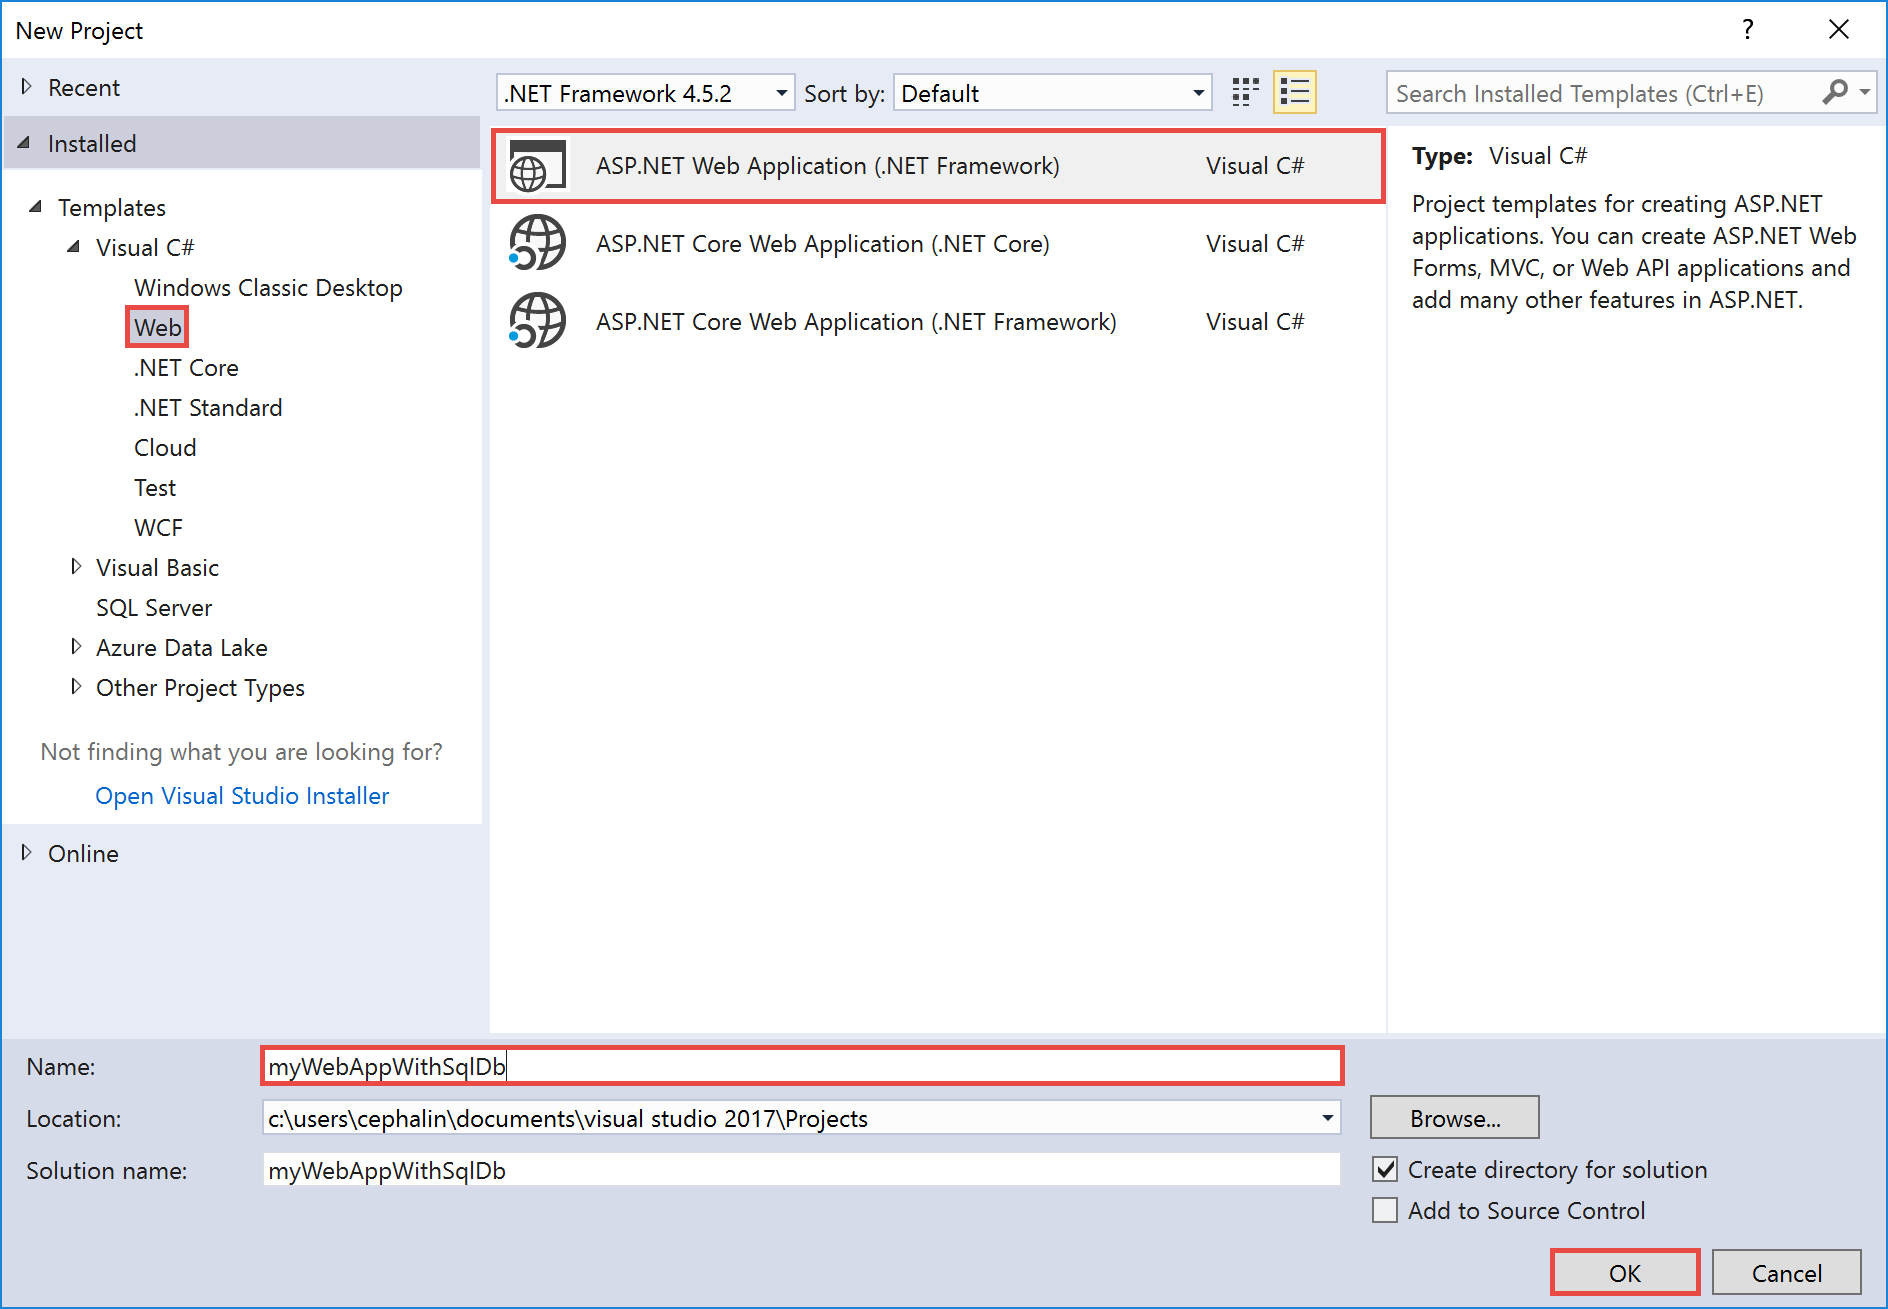 New Project
?
Recent
Installed
Templates
Visual C#
Windows Classic Desktop
Web
.NET Core
.NET Standard
Cloud
Test
WCF
Visual Basic
SQL Server
Azure Data Lake
Other Project Types
Not finding what you are looking for?
Open Visual Studio Installer
Online
.NET Framework 4.5.2
Sort by:
Default
Search Installed Templates (Ctrl+E)
ASP.NET Web Application (.NET Framework) Visual C#
ASP.NET Core Web Application (.NET Core) Visual C#
ASP.NET Core Web Application (.NET Framework) Visual C#
Type: Visual C#
Project templates for creating ASP.NET
applications. You can create ASP.NET Web
Forms, MVC, or Web API applications and
add many other features in ASP.NET.
Name: myWebAppWithSqlDb
Location: c:\users\cephalin\documents\visual studio 2017\Projects
Browse...
Solution name: myWebAppWithSqlDb
Create directory for solution
Add to Source Control
OK
Cancel